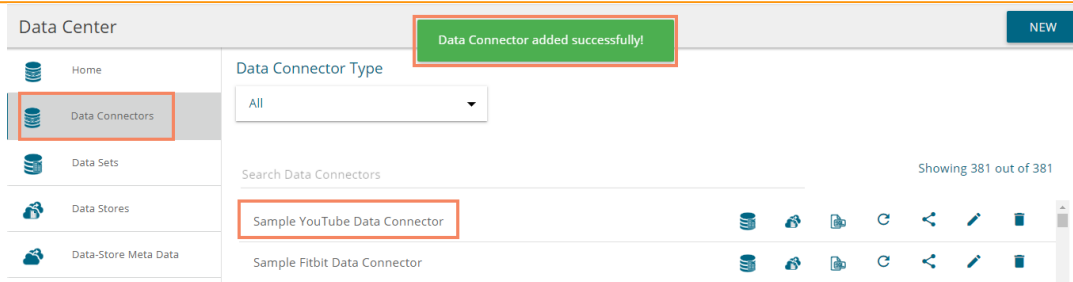 Data Center
Data Connector added successfully!
NEW
Home
Data Connectors
Data Sets
Data Stores
Data-Store Meta Data
Data Connector Type
All
Search Data Connectors
Showing 381 out of 381
Sample YouTube Data Connector
Sample Fitbit Data Connector